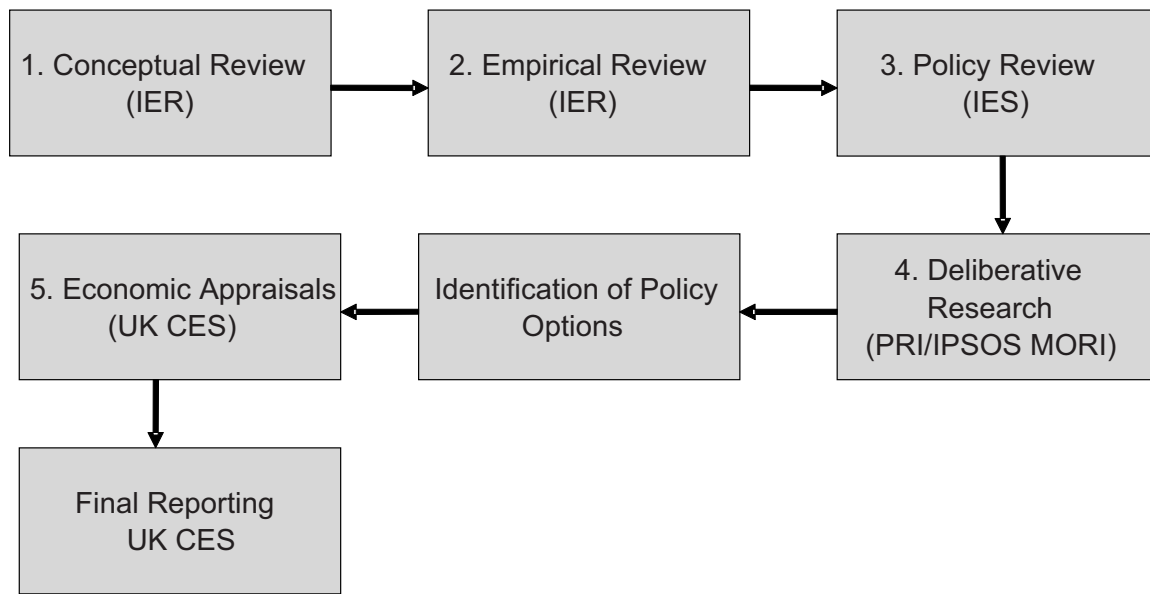 1. Conceptual Review
(IER)
2. Empirical Review
(IER)
3. Policy Review
(IES)
4. Deliberative
Research
(PRI/IPSOS MORI)
Identification of Policy
Options
5. Economic Appraisals
(UK CES)
Final Reporting
UK CES